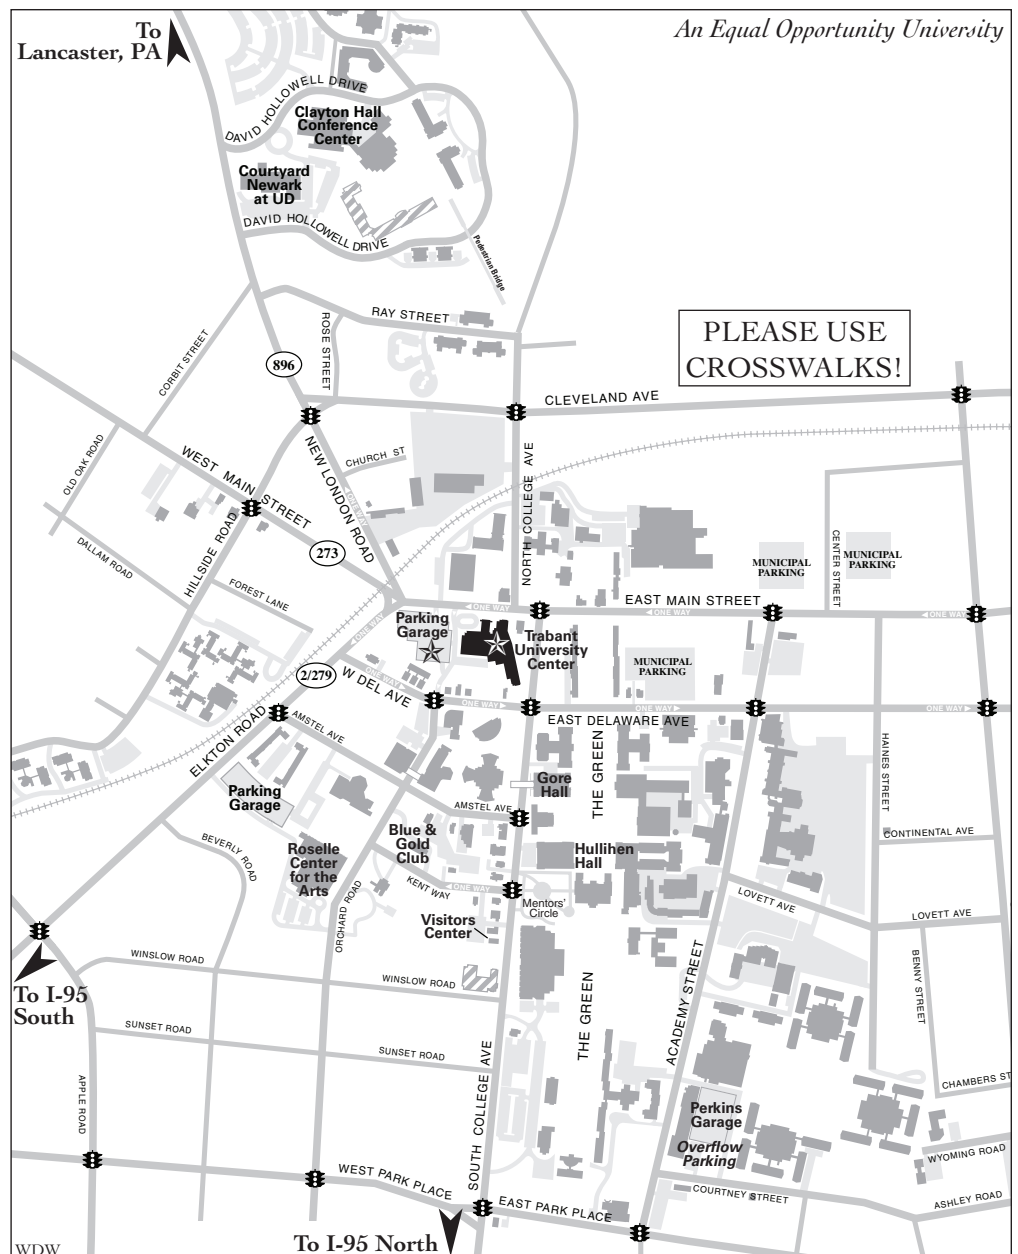 To
Lancaster, PA
An Equal Opportunity University
DAVID HOLLOWELL DRIVE
Clayton Hall
Conference
Center
Courtyard
Newark
at UD
DAVID HOLLOWELL DRIVE
Pedestrian Bridge
RAY STREET
ROSE STREET
CORBIT STREET
PLEASE USE
CROSSWALKS!
896
CLEVELAND AVE
OLD OAK ROAD
WEST MAIN STREET
NEW LONDON ROAD
CHURCH ST
ONE WAY
NORTH COLLEGE AVE
273
DALLAM ROAD
HILLSIDE ROAD
FOREST LANE
CENTER STREET
MUNICIPAL
PARKING
MUNICIPAL
PARKING
EAST MAIN STREET
ONE WAY
ONE WAY
ONE WAY
ONE WAY
Parking
Garage
Trabant
University
Center
MUNICIPAL
PARKING
2/279
ONE WAY
W DEL AVE
ONE WAY
ONE WAY
ONE WAY
EAST DELAWARE AVE
ELKTON ROAD
AMSTEL AVE
THE GREEN
HAINES STREET
Gore
Hall
Parking
Garage
AMSTEL AVE
BEVERLY ROAD
Blue &
Gold
Club
CONTINENTAL AVE
Roselle
Center
for the
Arts
Hullihen
Hall
KENT WAY
ONE WAY
ORCHARD ROAD
Mentors'
Circle
LOVETT AVE
LOVETT AVE
Visitors
Center
BENNY STREET
WINSLOW ROAD
WINSLOW ROAD
To I-95
South
THE GREEN
ACADEMY STREET
SUNSET ROAD
SUNSET ROAD
SOUTH COLLEGE AVE
APPLE ROAD
CHAMBERS ST
Perkins
Garage
Overflow
Parking
WYOMING ROAD
WEST PARK PLACE
EAST PARK PLACE
COURTNEY STREET
ASHLEY ROAD
To I-95 North
WDW